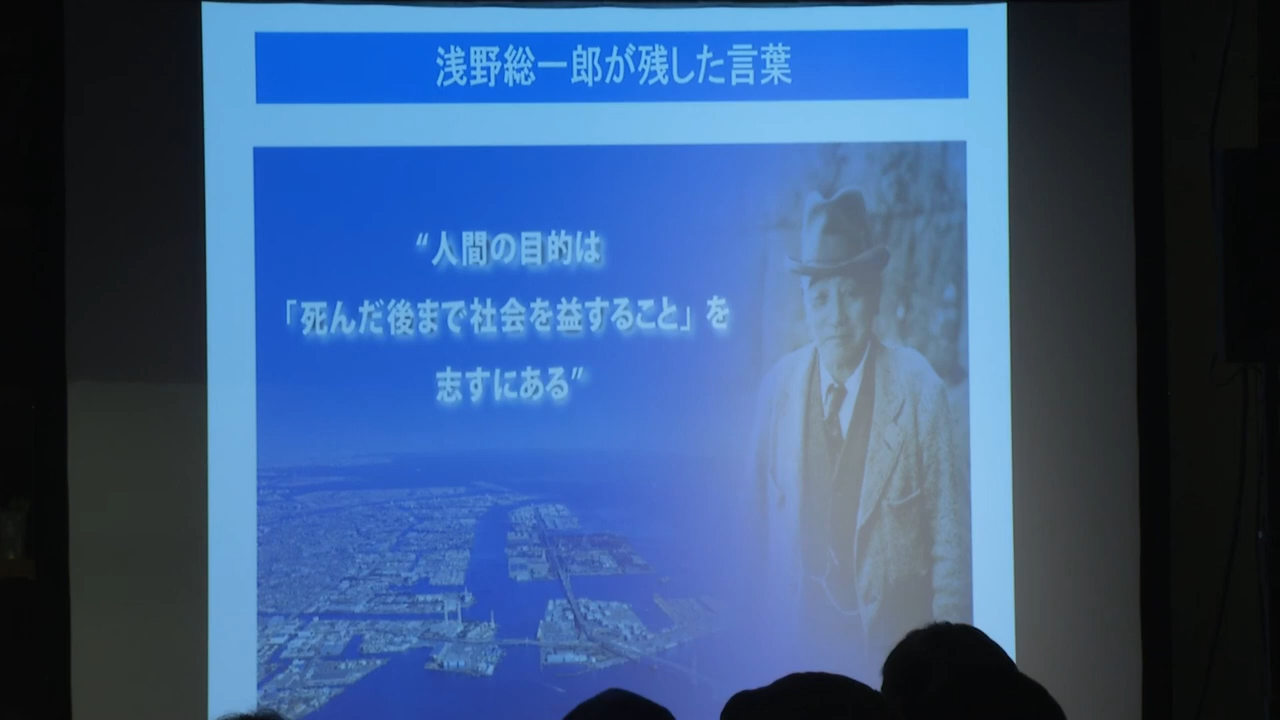 浅野総一郎が残した言葉
“人間の目的は
「死んだ後まで社会を益すること」を
志すにある”